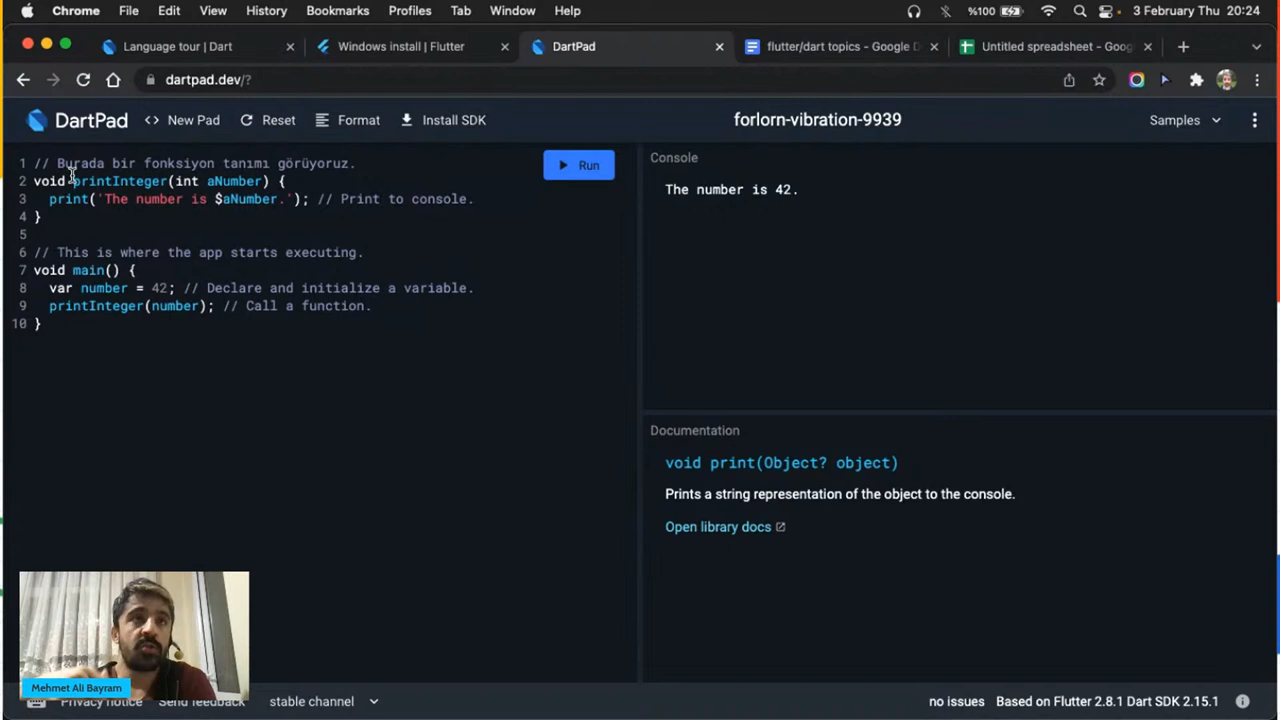 Chrome File Edit View History Bookmarks Profiles Tab Window Help %100 3 February Thu 20:24
Language tour | Dart Windows install | Flutter DartPad flutter/dart topics - Google D Untitled spreadsheet - Goog
dartpad.dev/?
DartPad New Pad Reset Format Install SDK forlorn-vibration-9939 Samples
1 // Burada bir fonksiyon tanımı görüyoruz.
2 void printInteger(int aNumber) {
3 print('The number is $aNumber.'); // Print to console.
4 }
5
6 // This is where the app starts executing.
7 void main() {
8 var number = 42; // Declare and initialize a variable.
9 printInteger(number); // Call a function.
10 }
Run
Console
The number is 42.
Documentation
void print(Object? object)
Prints a string representation of the object to the console.
Open library docs
Mehmet Ali Bayram
Privacy notice Send feedback stable channel no issues Based on Flutter 2.8.1 Dart SDK 2.15.1